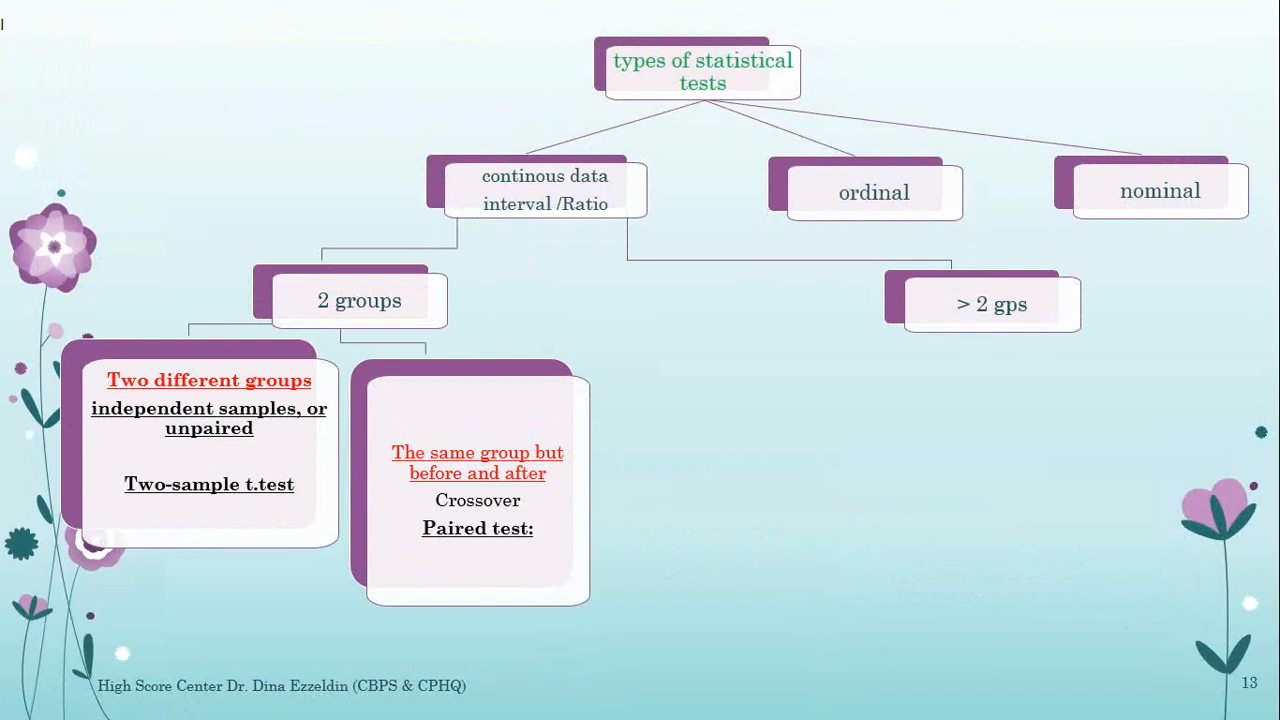 l
types of statistical
tests
continous data
interval /Ratio
ordinal
nominal
2 groups
> 2 gps
Two different groups
independent samples, or
unpaired
Two-sample t.test
The same group but
before and after
Crossover
Paired test:
High Score Center Dr. Dina Ezzeldin (CBPS & CPHQ)
13